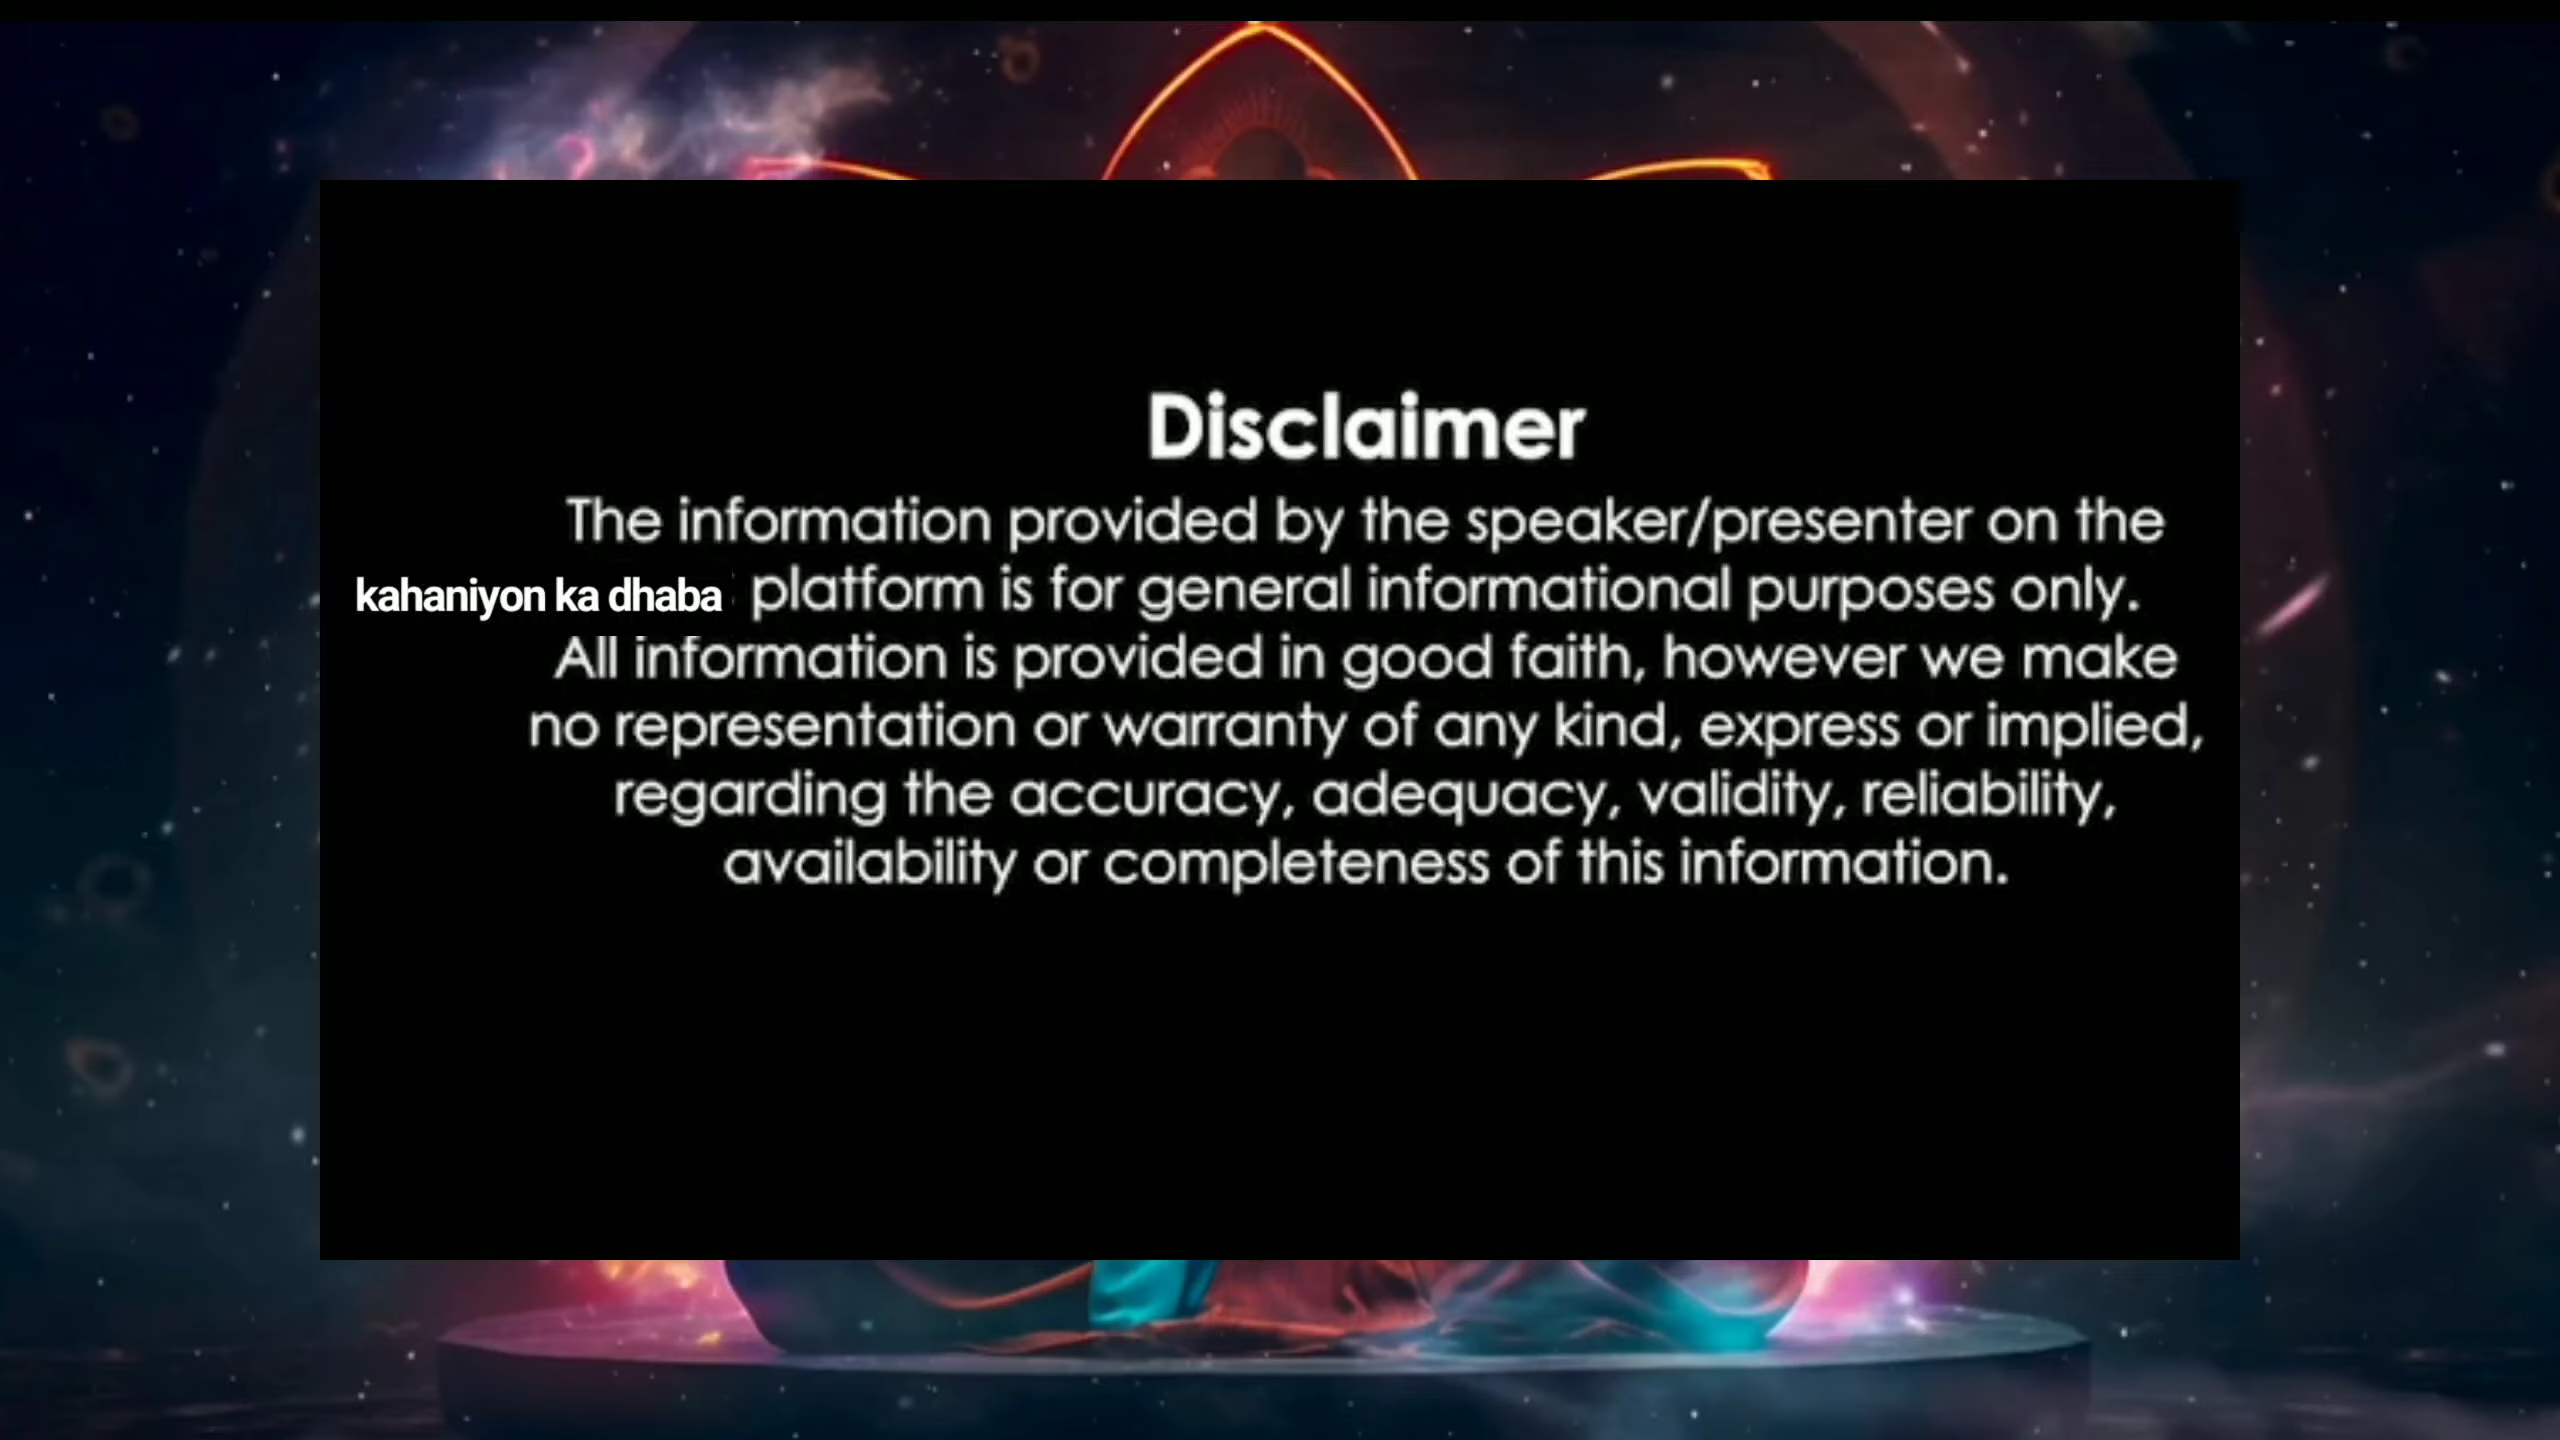 Disclaimer
The information provided by the speaker/presenter on the
kahaniyon ka dhaba platform is for general informational purposes only.
All information is provided in good faith, however we make
no representation or warranty of any kind, express or implied,
regarding the accuracy, adequacy, validity, reliability,
availability or completeness of this information.